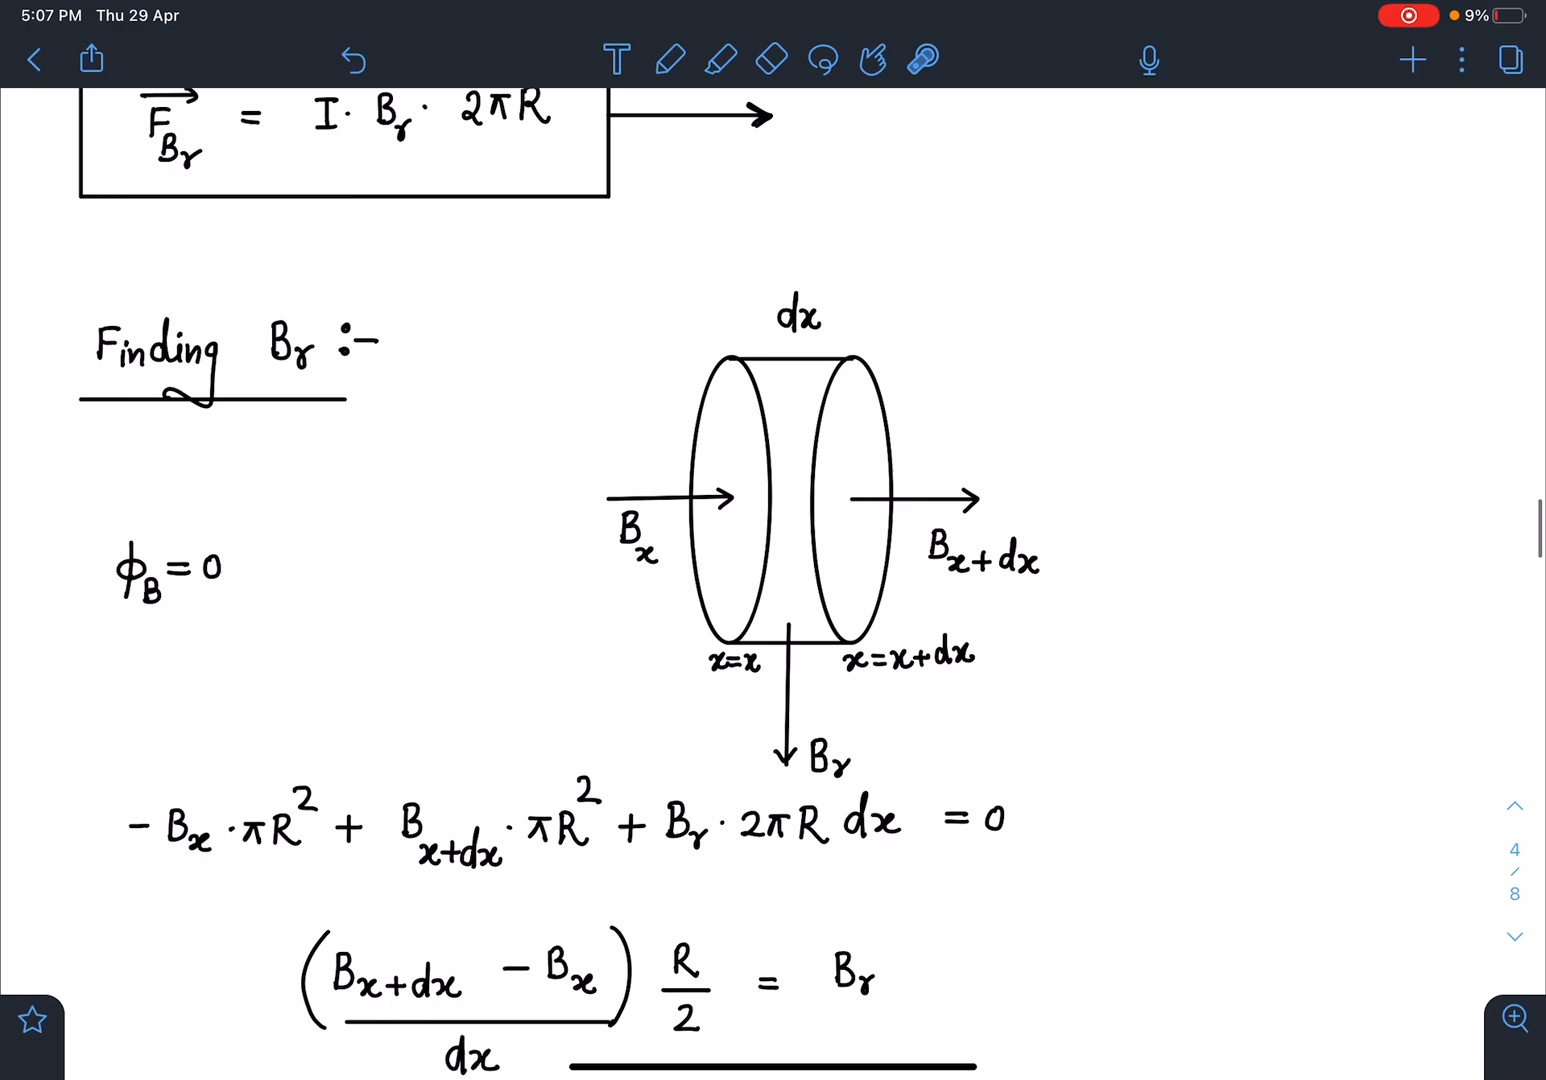 5:07 PM Thu 29 Apr
9%
T
F_Br = I · Br · 2πR
Finding Br :-
dx
Bx
Bx+dx
ϕB = 0
x=x
x=x+dx
Br
- Bx · πR² + Bx+dx · πR² + Br · 2πR dx = 0
4
/
8
(Bx+dx - Bx) R = Br
dx 2